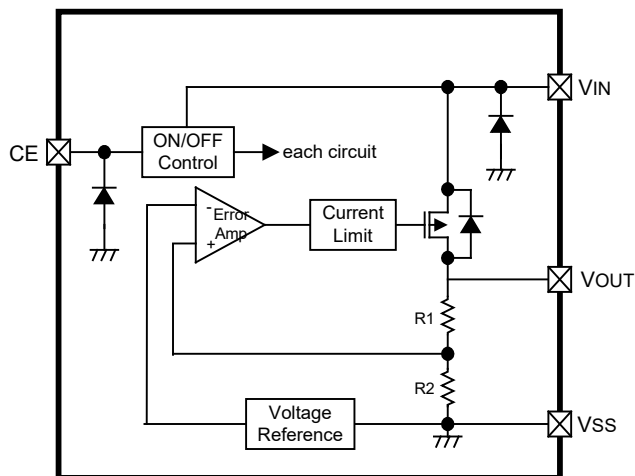 VIN
ON/OFF
Control
CE
each circuit
-
Error
Amp
+
Current
Limit
VOUT
R1
R2
Voltage
Reference
VSS